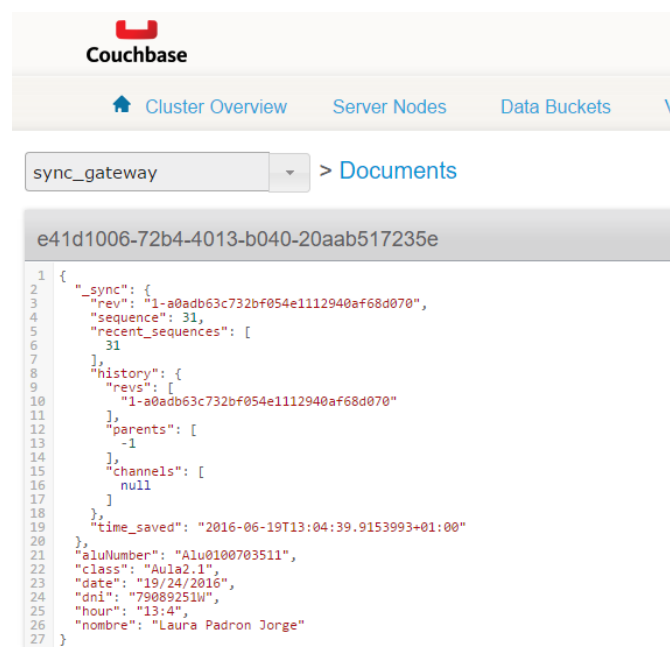 Couchbase
Cluster Overview Server Nodes Data Buckets
sync_gateway > Documents
e41d1006-72b4-4013-b040-20aab517235e
1 {
2 "_sync": {
3 "rev": "1-a0adb63c732bf054e1112940af68d070",
4 "sequence": 31,
5 "recent_sequences": [
6 31
7 ],
8 "history": {
9 "revs": [
10 "1-a0adb63c732bf054e1112940af68d070"
11 ],
12 "parents": [
13 -1
14 ],
15 "channels": [
16 null
17 ]
18 },
19 "time_saved": "2016-06-19T13:04:39.9153993+01:00"
20 },
21 "aluNumber": "Alu0100703511",
22 "class": "Aula2.1",
23 "date": "19/24/2016",
24 "dni": "79089251W",
25 "hour": "13:4",
26 "nombre": "Laura Padron Jorge"
27 }